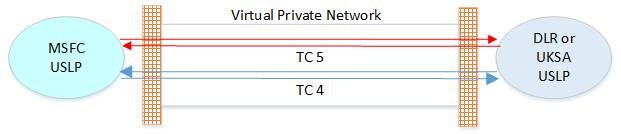 Virtual Private Network
MSFC
USLP
DLR or
UKSA
USLP
TC 5
TC 4